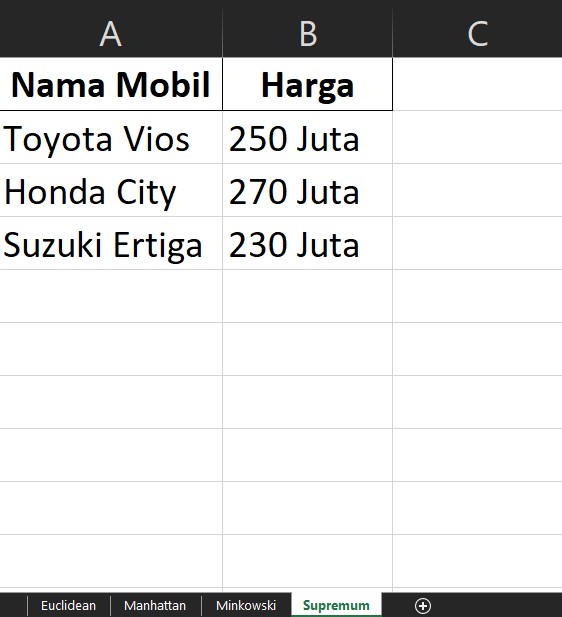 A B C
Nama Mobil Harga
Toyota Vios 250 Juta
Honda City 270 Juta
Suzuki Ertiga 230 Juta
Euclidean Manhattan Minkowski Supremum